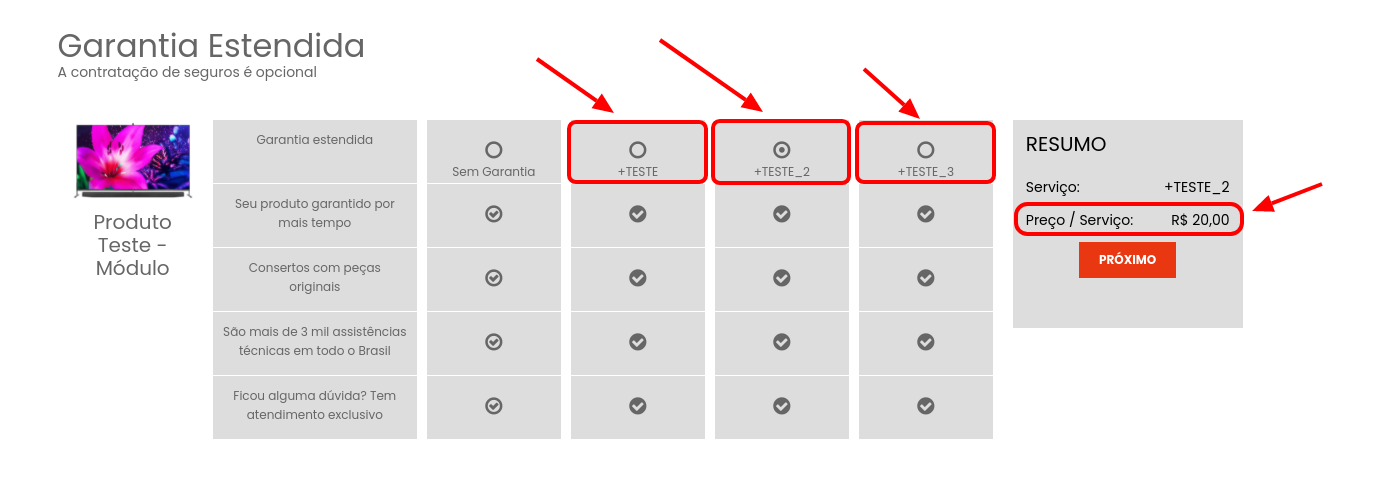 Garantia Estendida
A contratação de seguros é opcional
Produto
Teste -
Módulo
Garantia estendida
Sem Garantia
+TESTE
+TESTE_2
+TESTE_3
Seu produto garantido por
mais tempo
Consertos com peças
originais
São mais de 3 mil assistências
técnicas em todo o Brasil
Ficou alguma dúvida? Tem
atendimento exclusivo
RESUMO
Serviço: +TESTE_2
Preço / Serviço: R$ 20,00
PRÓXIMO